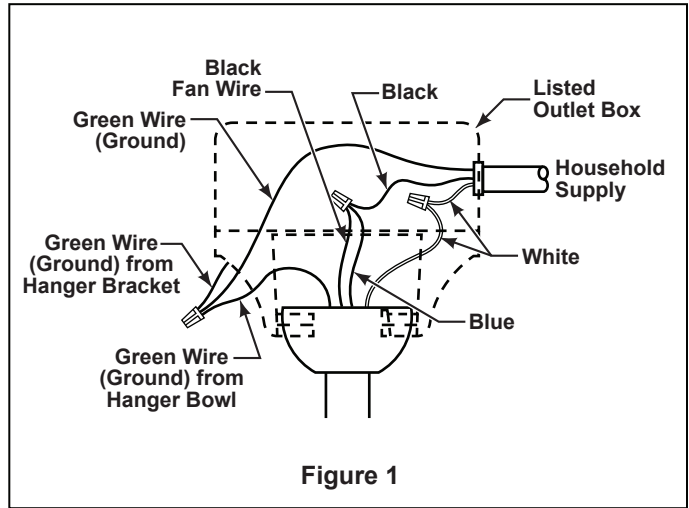 Black
Fan Wire
Black
Listed
Outlet Box
Green Wire
(Ground)
Household
Supply
Green Wire
(Ground) from
Hanger Bracket
White
Blue
Green Wire
(Ground) from
Hanger Bowl
Figure 1